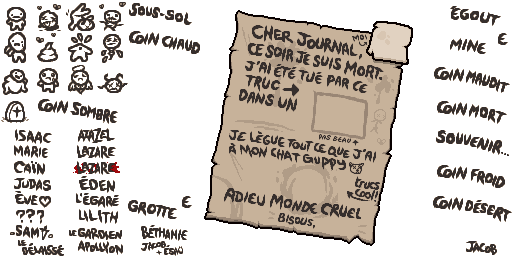 SOUS-SOL
COIN CHAUD
COIN SOMBRE
ISAAC
MARIE
CAÏN
JUDAS
ÈVE♡
???
SAMY
LE DÉLAISSÉ
AZAZEL
LAZARE
LAZARE
ÉDEN
L'ÉGARÉ
LILITH
LE GARDIEN
APOLLYON
GROTTE E
BÉTHANIE
JACOB + ÉSAÜ
CHER JOURNAL,
MOI
CE SOIR JE SUIS MORT.
J'AI ÉTÉ TUÉ PAR CE
TRUC →
DANS UN
PAS BEAU
JE LÈGUE TOUT CE QUE J'AI
À MON CHAT GUPPY
trucs cool!
ADIEU MONDE CRUEL
BISOUS,
ÉGOUT
MINE E
COIN MAUDIT
COIN MORT
SOUVENIR...
COIN FROID
COIN DÉSERT
JACOB